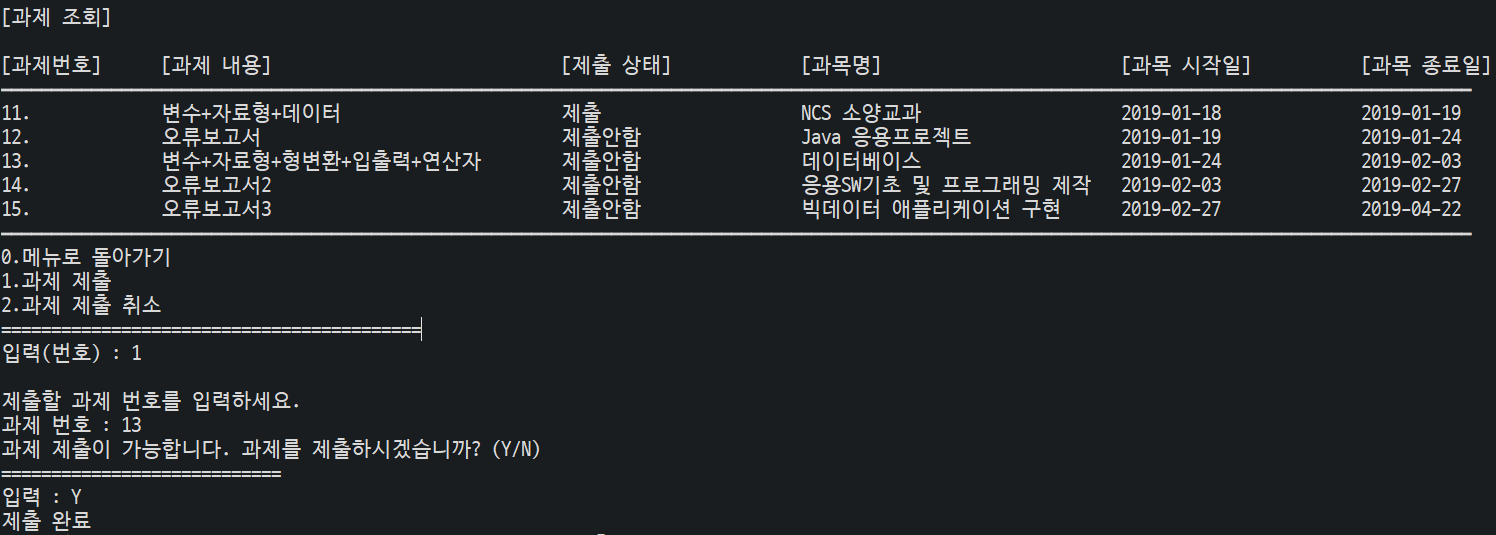 [과제 조회]
[과제번호] [과제 내용] [제출 상태] [과목명] [과목 시작일] [과목 종료일]
11. 변수+자료형+데이터 제출 NCS 소양교과 2019-01-18 2019-01-19
12. 오류보고서 제출안함 Java 응용프로젝트 2019-01-19 2019-01-24
13. 변수+자료형+형변환+입출력+연산자 제출안함 데이터베이스 2019-01-24 2019-02-03
14. 오류보고서2 제출안함 응용SW기초 및 프로그래밍 제작 2019-02-03 2019-02-27
15. 오류보고서3 제출안함 빅데이터 애플리케이션 구현 2019-02-27 2019-04-22
0.메뉴로 돌아가기
1.과제 제출
2.과제 제출 취소
==========================================
입력(번호) : 1
제출할 과제 번호를 입력하세요.
과제 번호 : 13
과제 제출이 가능합니다. 과제를 제출하시겠습니까? (Y/N)
============================
입력 : Y
제출 완료